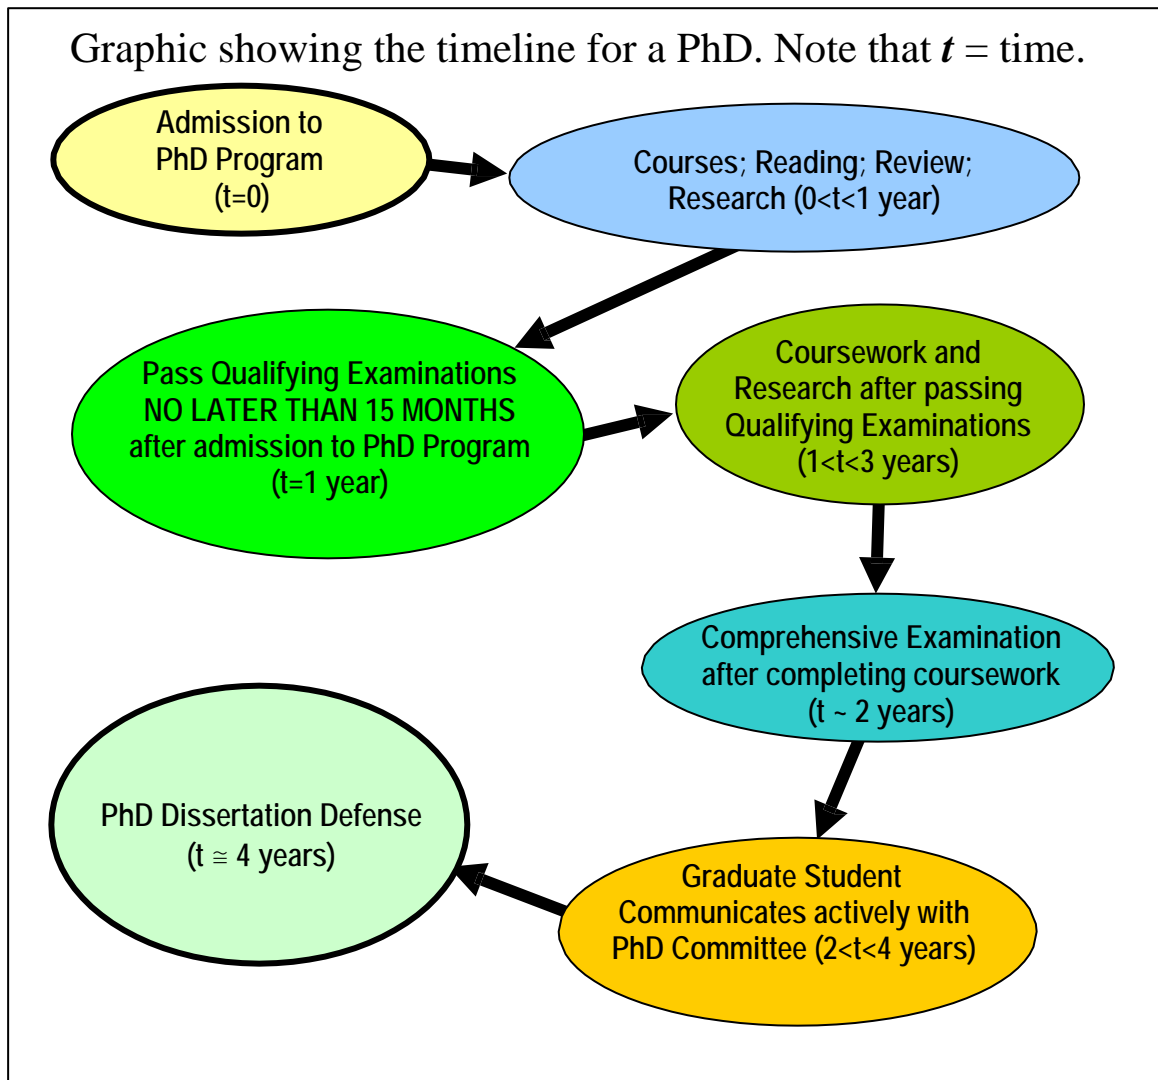 Graphic showing the timeline for a PhD. Note that t = time.
Admission to
PhD Program
(t=0)
Courses; Reading; Review;
Research (0<t<1 year)
Pass Qualifying Examinations
NO LATER THAN 15 MONTHS
after admission to PhD Program
(t=1 year)
Coursework and
Research after passing
Qualifying Examinations
(1<t<3 years)
Comprehensive Examination
after completing coursework
(t ~ 2 years)
Graduate Student
Communicates actively with
PhD Committee (2<t<4 years)
PhD Dissertation Defense
(t ≅ 4 years)